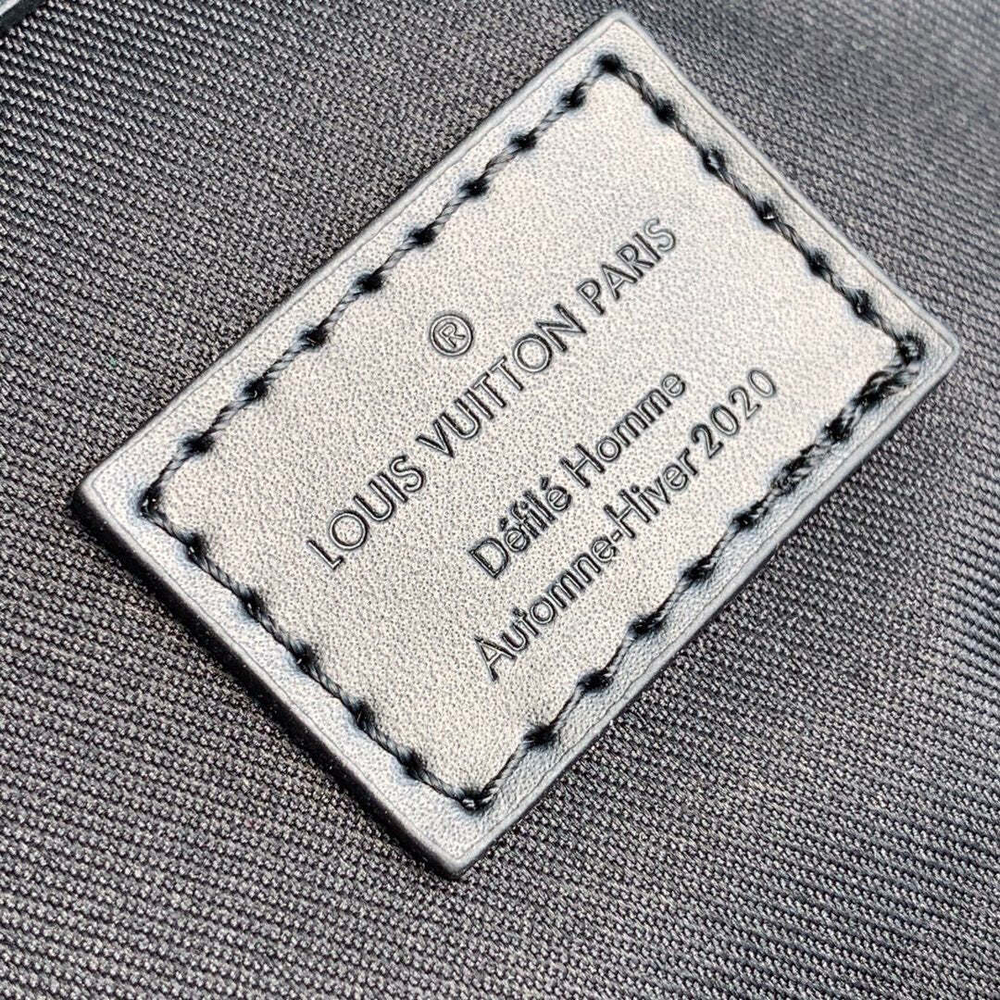 ®
LOUIS VUITTON PARIS
Défilé Homme
Automne-Hiver 2020